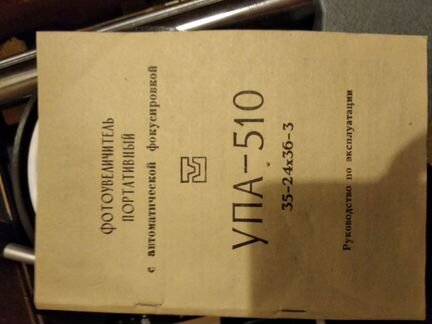 ФОТОУВЕЛИЧИТЕЛЬ
ПОРТАТИВНЫЙ
с автоматической фокусировкой
УПА-510
35-24х36-3
Руководство по эксплуатации